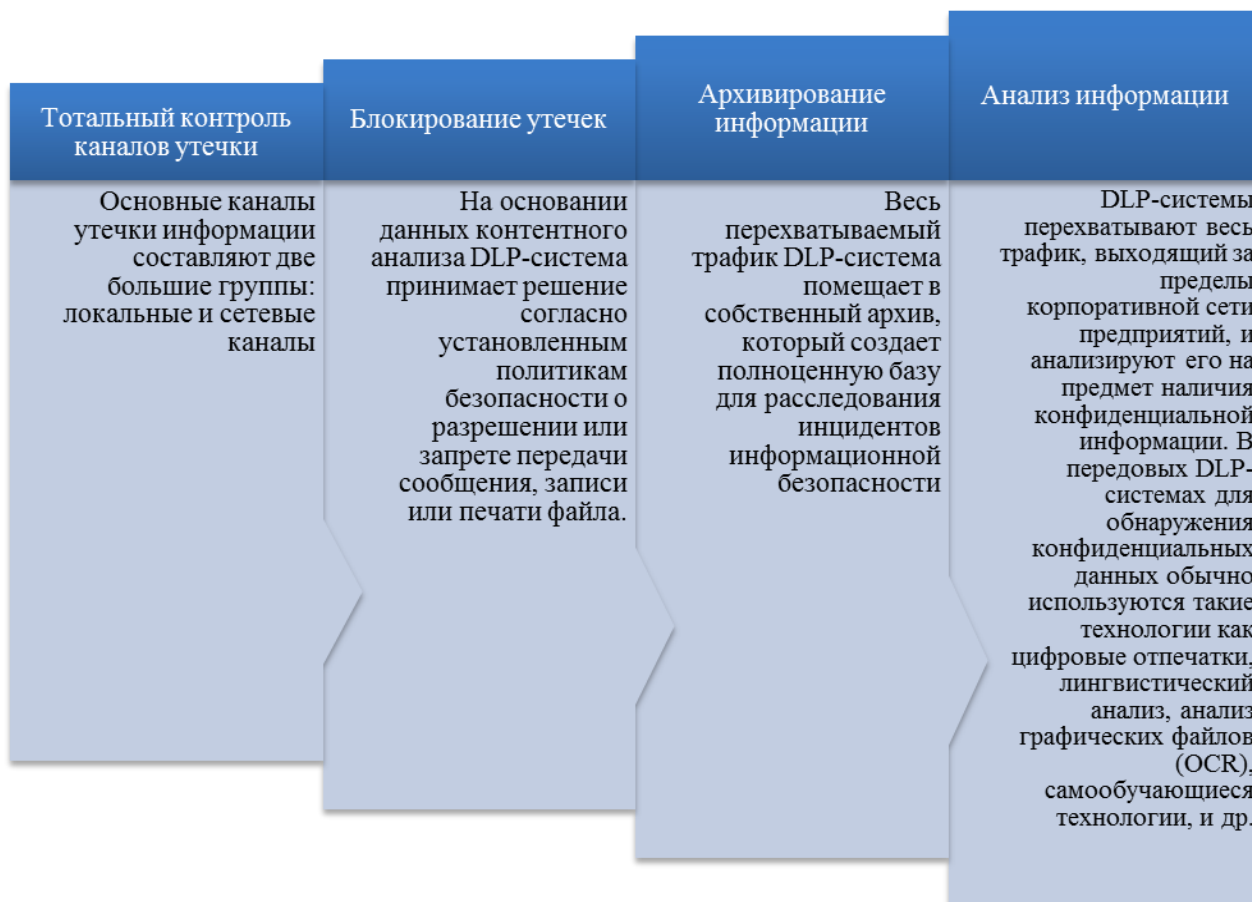 Тотальный контроль
каналов утечки
Основные каналы
утечки информации
составляют две
большие группы:
локальные и сетевые
каналы
Блокирование утечек
На основании
данных контентного
анализа DLP-система
принимает решение
согласно
установленным
политикам
безопасности о
разрешении или
запрете передачи
сообщения, записи
или печати файла.
Архивирование
информации
Весь
перехватываемый
трафик DLP-система
помещает в
собственный архив,
который создает
полноценную базу
для расследования
инцидентов
информационной
безопасности
Анализ информации
DLP-системы
перехватывают весь
трафик, выходящий за
пределы
корпоративной сети
предприятий, и
анализируют его на
предмет наличия
конфиденциальной
информации. В
передовых DLP-
системах для
обнаружения
конфиденциальных
данных обычно
используются такие
технологии как
цифровые отпечатки,
лингвистический
анализ, анализ
графических файлов
(OCR),
самообучающиеся
технологии, и др.